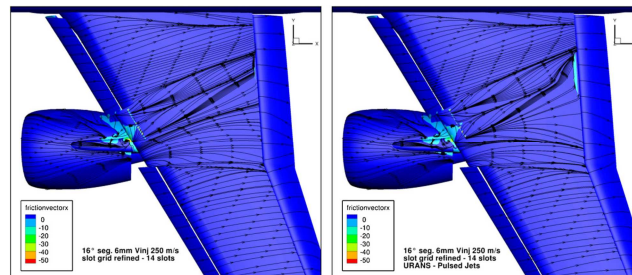 Y
X
frictionvectorx
0
-10
-20
-30
-40
-50
16° seg. 6mm Vinj 250 m/s
slot grid refined - 14 slots
Y
X
frictionvectorx
0
-10
-20
-30
-40
-50
16° seg. 6mm Vinj 250 m/s
slot grid refined - 14 slots
URANS - Pulsed Jets